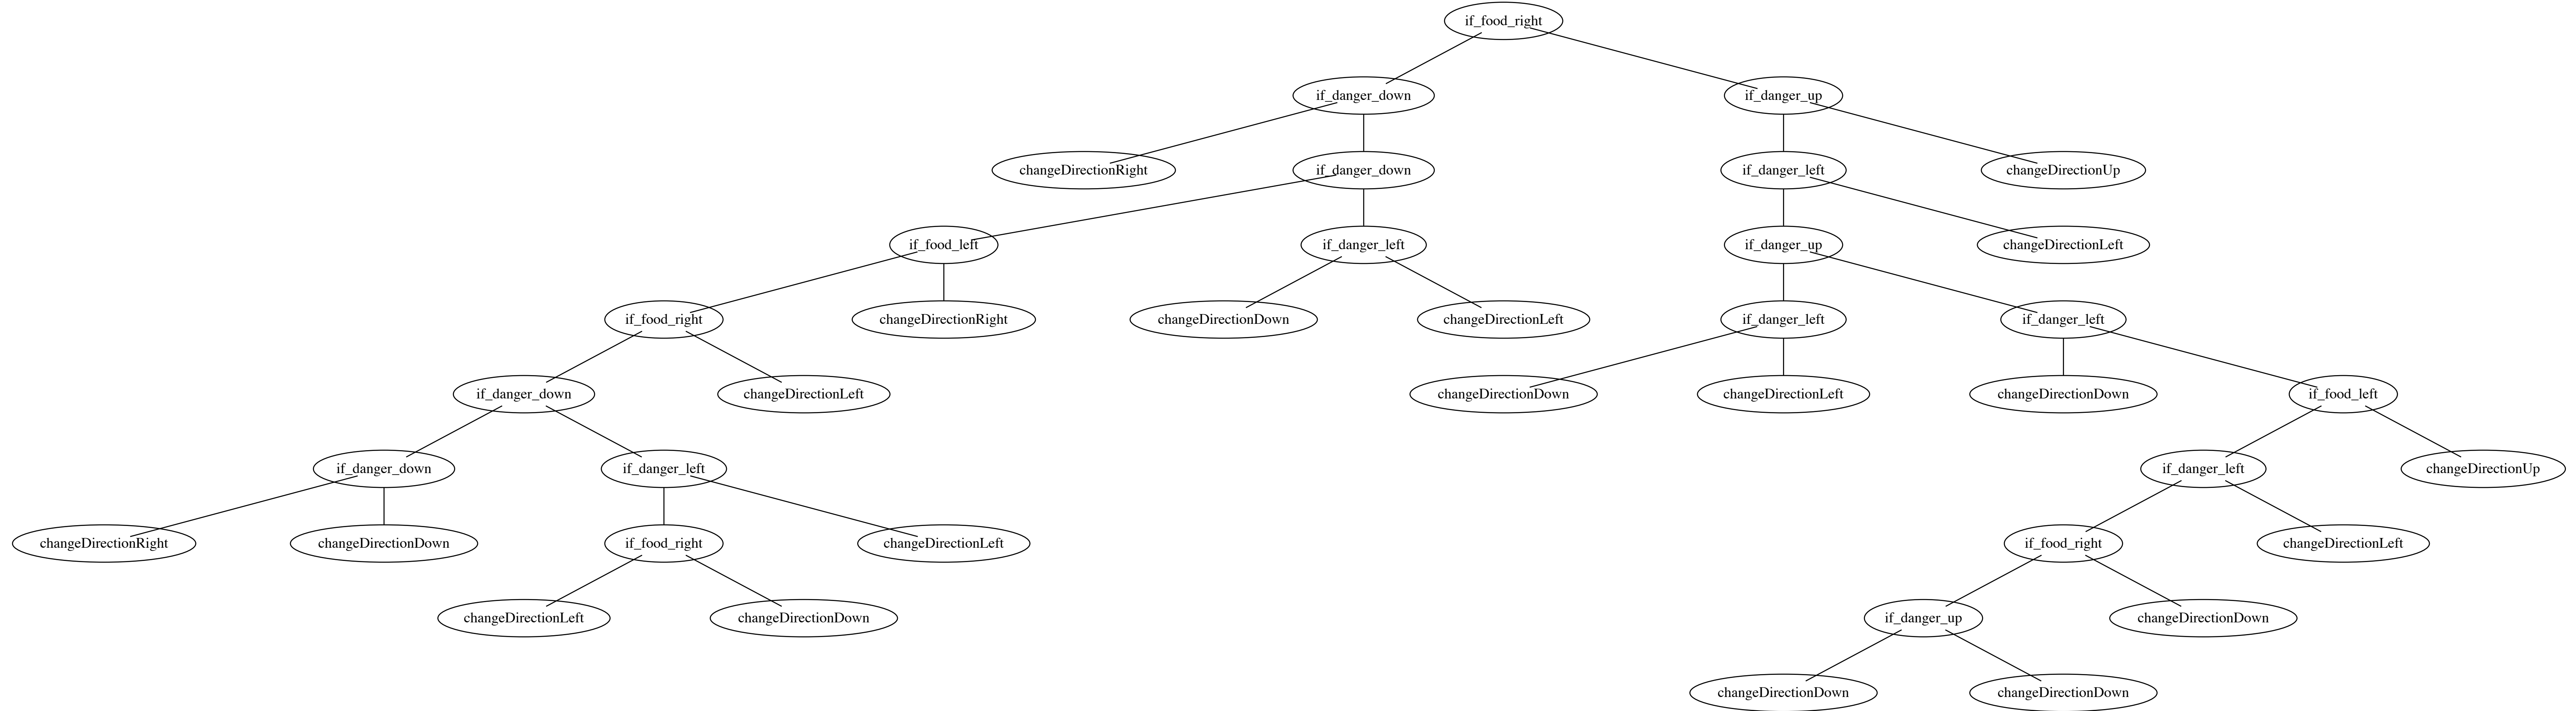 if_food_right
if_danger_down
if_danger_up
changeDirectionRight
if_danger_down
if_danger_left
changeDirectionUp
if_food_left
if_danger_left
if_danger_up
changeDirectionLeft
if_food_right
changeDirectionRight
changeDirectionDown
changeDirectionLeft
if_danger_left
if_danger_left
if_danger_down
changeDirectionLeft
changeDirectionDown
changeDirectionLeft
changeDirectionDown
if_food_left
if_danger_down
if_danger_left
if_danger_left
changeDirectionUp
changeDirectionRight
changeDirectionDown
if_food_right
changeDirectionLeft
if_food_right
changeDirectionLeft
changeDirectionLeft
changeDirectionDown
if_danger_up
changeDirectionDown
changeDirectionDown
changeDirectionDown